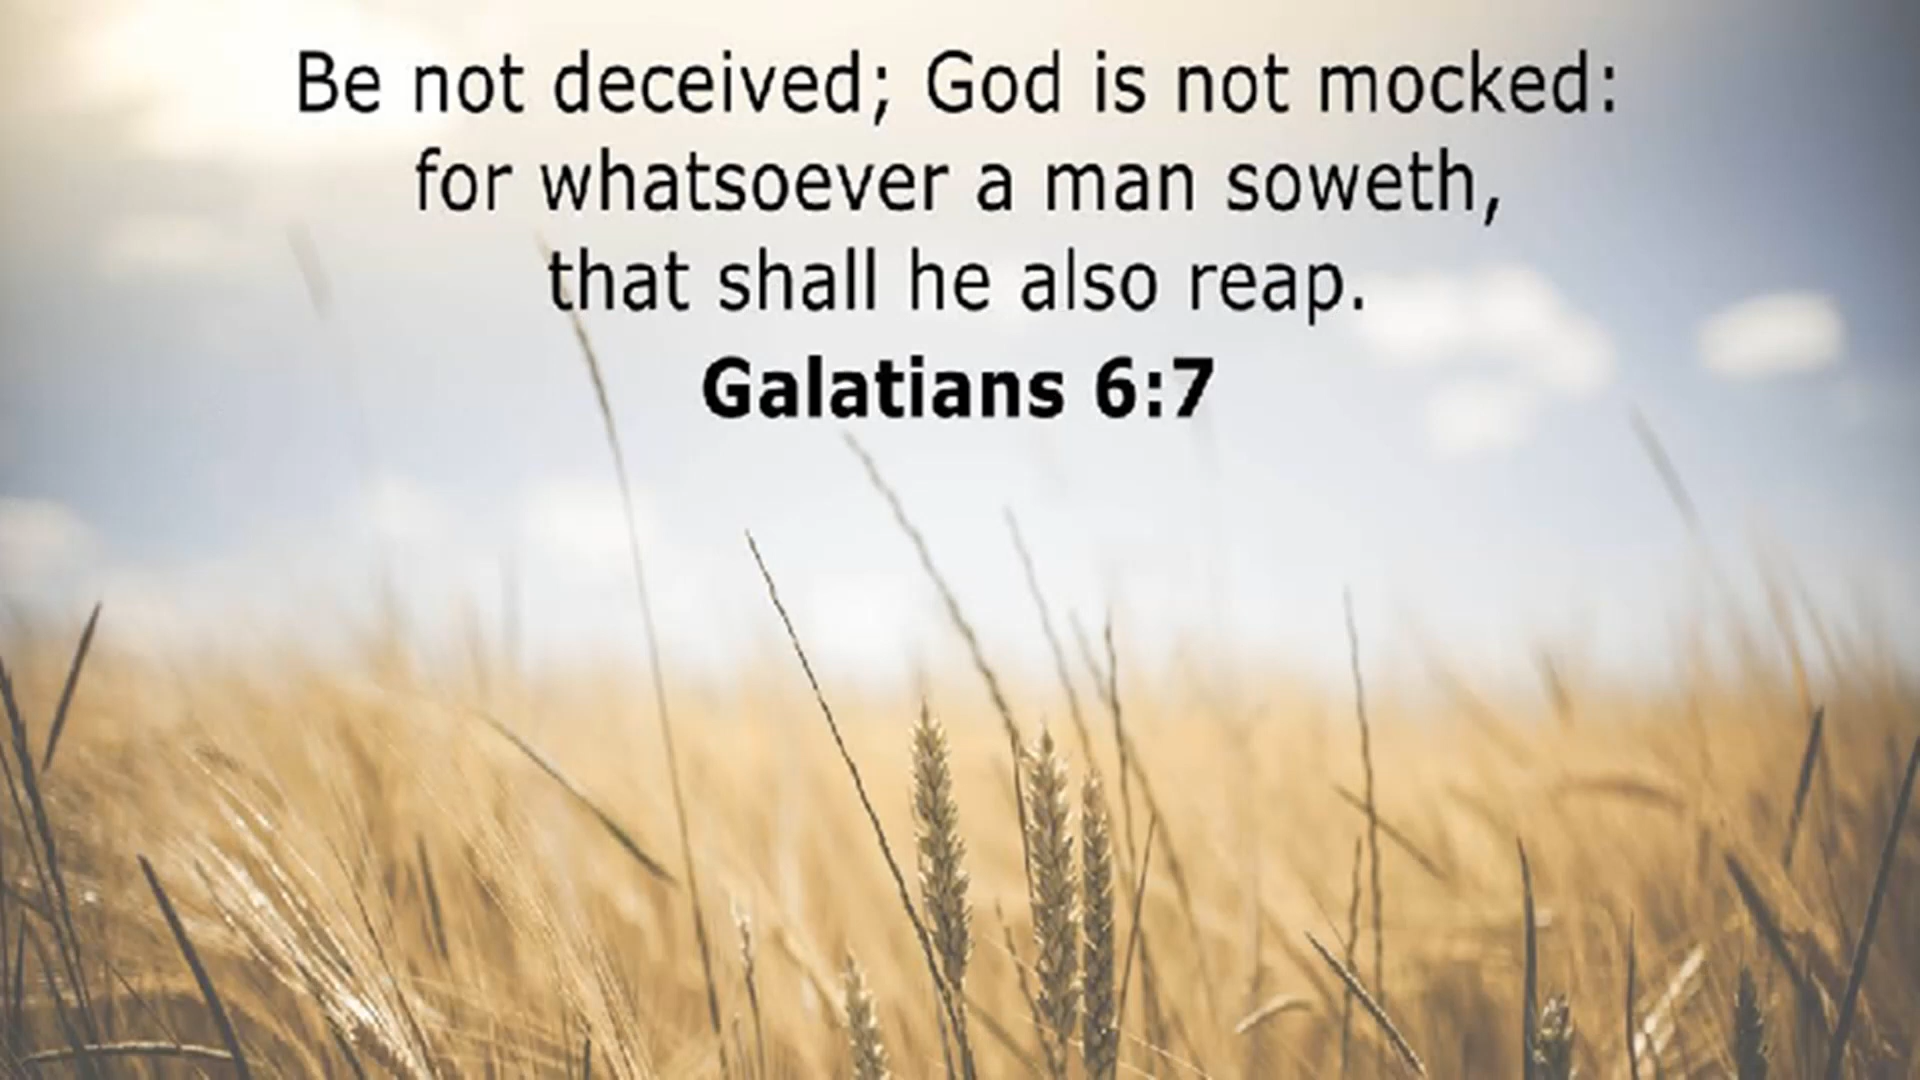 Be not deceived; God is not mocked:
for whatsoever a man soweth,
that shall he also reap.
Galatians 6:7